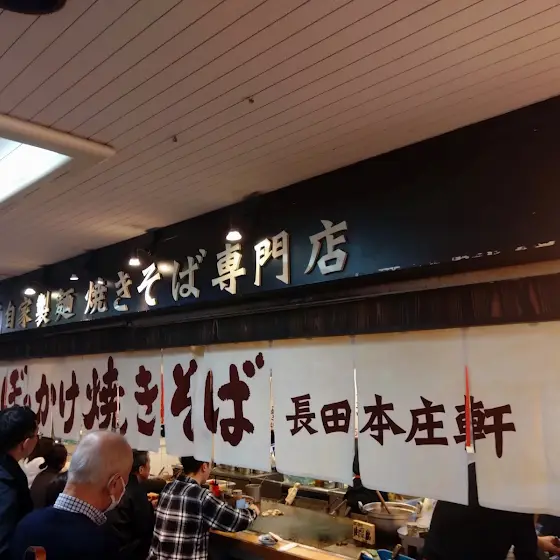 自家製麺 焼きそば専門店
ぼかけ焼きそば 長田本庄軒